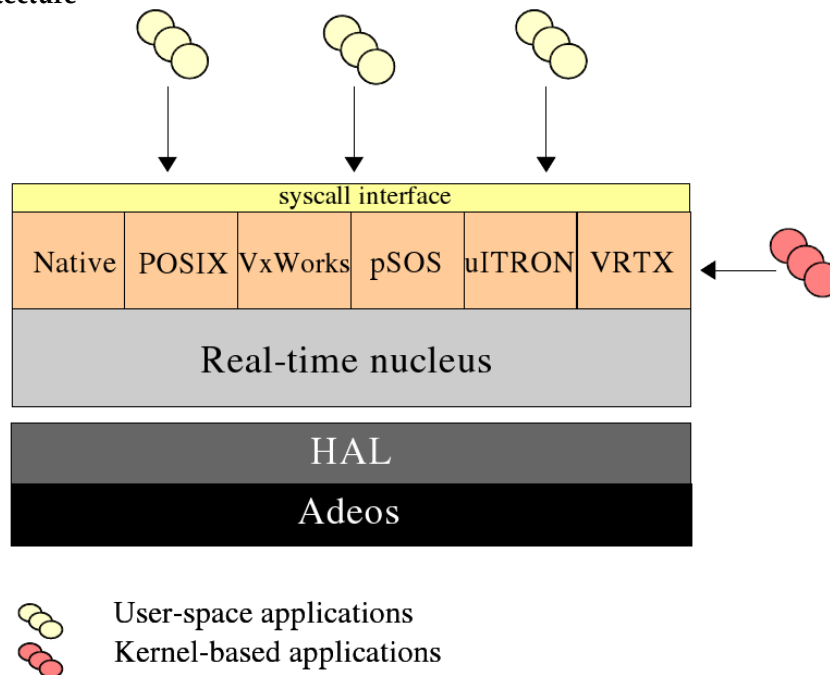 syscall interface
Native POSIX VxWorks pSOS uITRON VRTX
Real-time nucleus
HAL
Adeos
User-space applications
Kernel-based applications